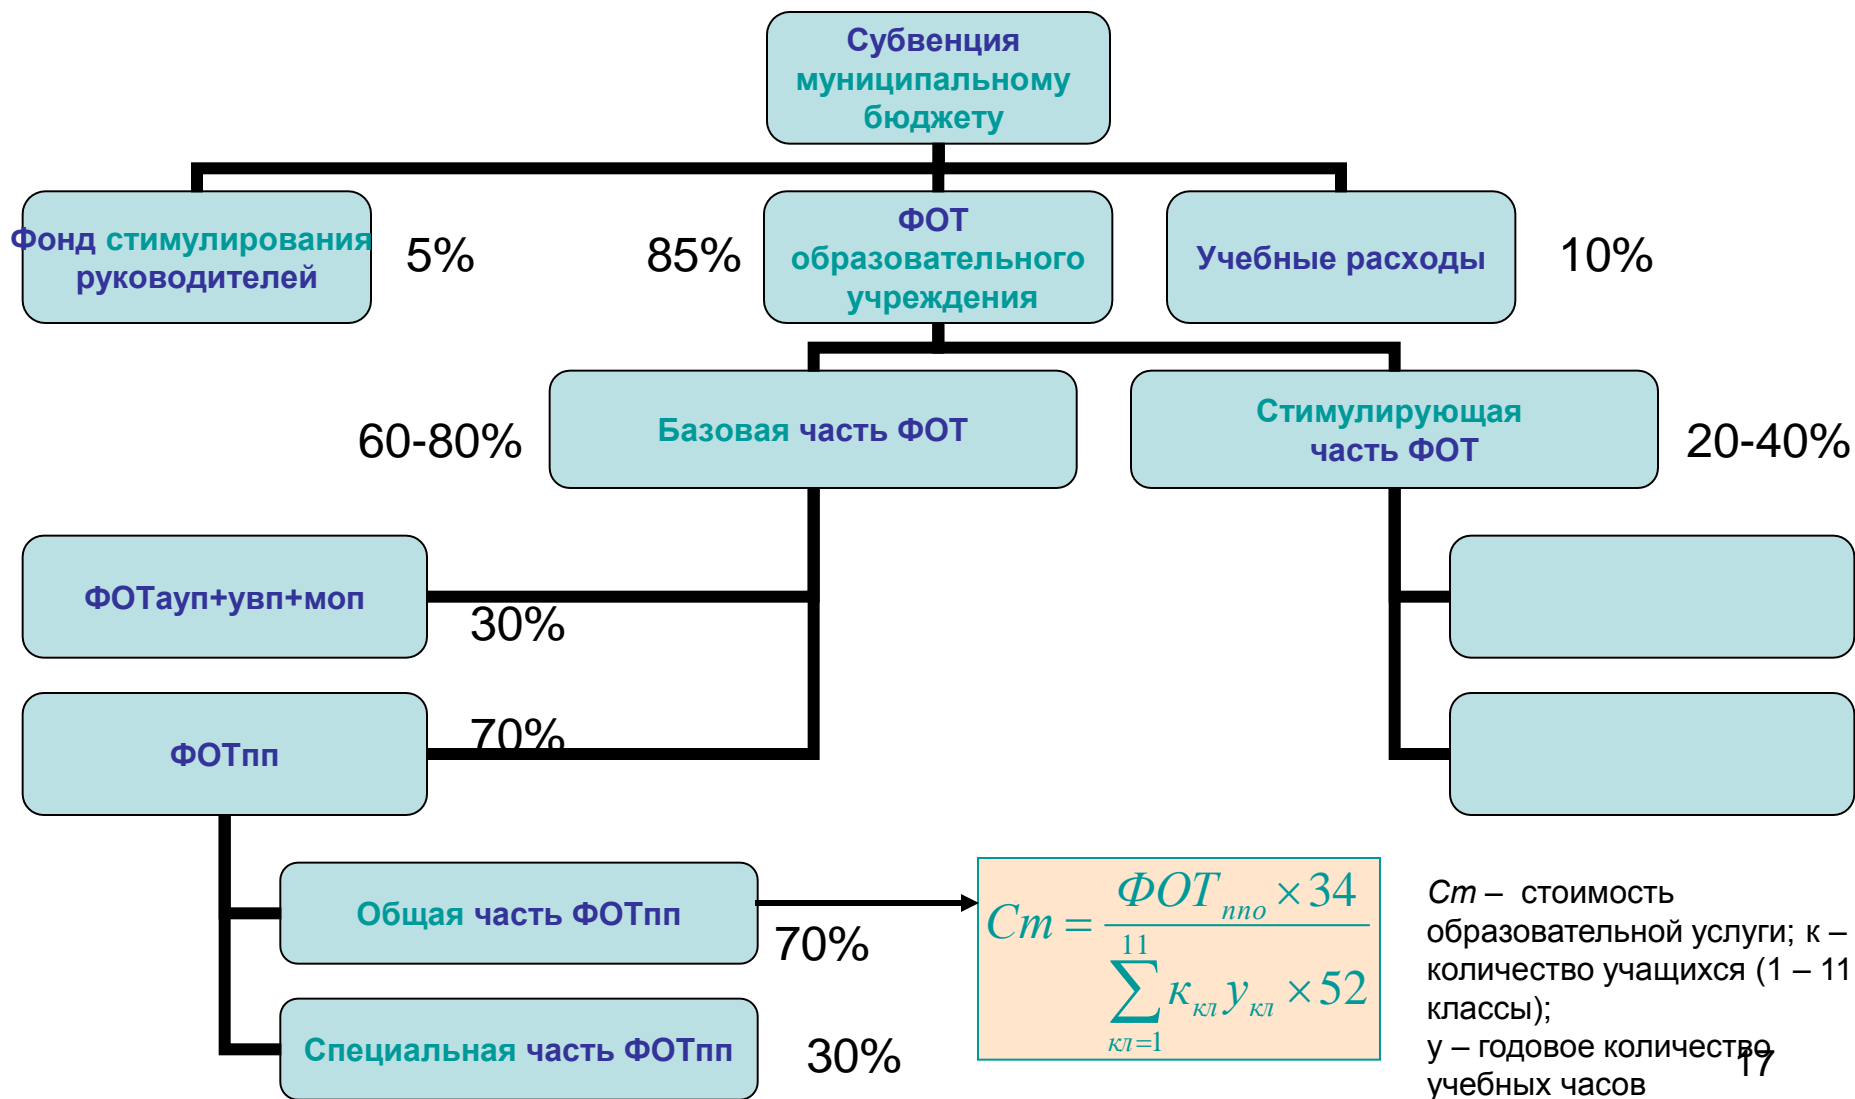 Субвенция
муниципальному
бюджету
Фонд стимулирования
руководителей
5%
85%
ФОТ
образовательного
учреждения
Учебные расходы
10%
60-80%
Базовая часть ФОТ
Стимулирующая
часть ФОТ
20-40%
ФОТауп+увп+моп
30%
ФОТпп
70%
Общая часть ФОТпп
70%
Специальная часть ФОТпп
30%
Ст = ФОТ ппо × 34
11
∑ к кл у кл × 52
кл=1
Ст – стоимость
образовательной услуги; к –
количество учащихся (1 – 11
классы);
у – годовое количество
учебных часов
17